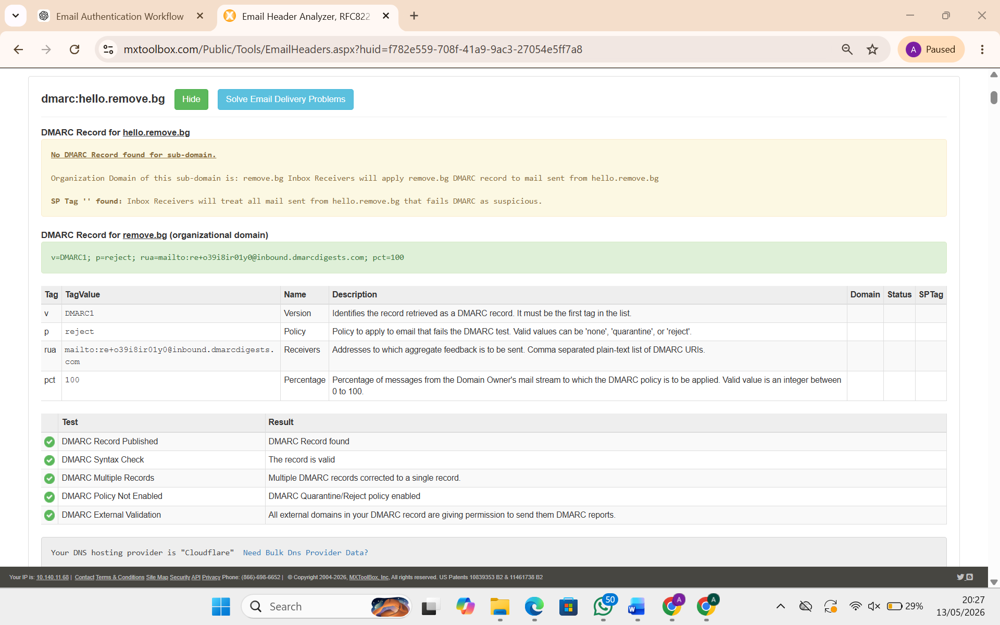 Email Authentication Workflow
Email Header Analyzer, RFC822
mxtoolbox.com/Public/Tools/EmailHeaders.aspx?huid=f782e559-708f-41a9-9ac3-27054e5ff7a8
A Paused
dmarc:hello.remove.bg Hide Solve Email Delivery Problems
DMARC Record for hello.remove.bg
No DMARC Record found for sub-domain.
Organization Domain of this sub-domain is: remove.bg Inbox Receivers will apply remove.bg DMARC record to mail sent from hello.remove.bg
SP Tag '' found: Inbox Receivers will treat all mail sent from hello.remove.bg that fails DMARC as suspicious.
DMARC Record for remove.bg (organizational domain)
v=DMARC1; p=reject; rua=mailto:re+o39i8ir01y0@inbound.dmarcdigests.com; pct=100
Tag TagValue Name Description Domain Status SPTag
v DMARC1 Version Identifies the record retrieved as a DMARC record. It must be the first tag in the list.
p reject Policy Policy to apply to email that fails the DMARC test. Valid values can be 'none', 'quarantine', or 'reject'.
rua mailto:re+o39i8ir01y0@inbound.dmarcdigests. Receivers Addresses to which aggregate feedback is to be sent. Comma separated plain-text list of DMARC URIs.
com
pct 100 Percentage Percentage of messages from the Domain Owner's mail stream to which the DMARC policy is to be applied. Valid value is an integer between
0 to 100.
Test Result
DMARC Record Published DMARC Record found
DMARC Syntax Check The record is valid
DMARC Multiple Records Multiple DMARC records corrected to a single record.
DMARC Policy Not Enabled DMARC Quarantine/Reject policy enabled
DMARC External Validation All external domains in your DMARC record are giving permission to send them DMARC reports.
Your DNS hosting provider is "Cloudflare" Need Bulk Dns Provider Data?
Your IP is: 10.140.11.68 | Contact Terms & Conditions Site Map Security API Privacy Phone: (866)-698-6652 | © Copyright 2004-2026, MXToolBox, Inc, All rights reserved. US Patents 10839353 B2 & 11461738 B2
Search
50
W
A
A
29%
20:27
13/05/2026